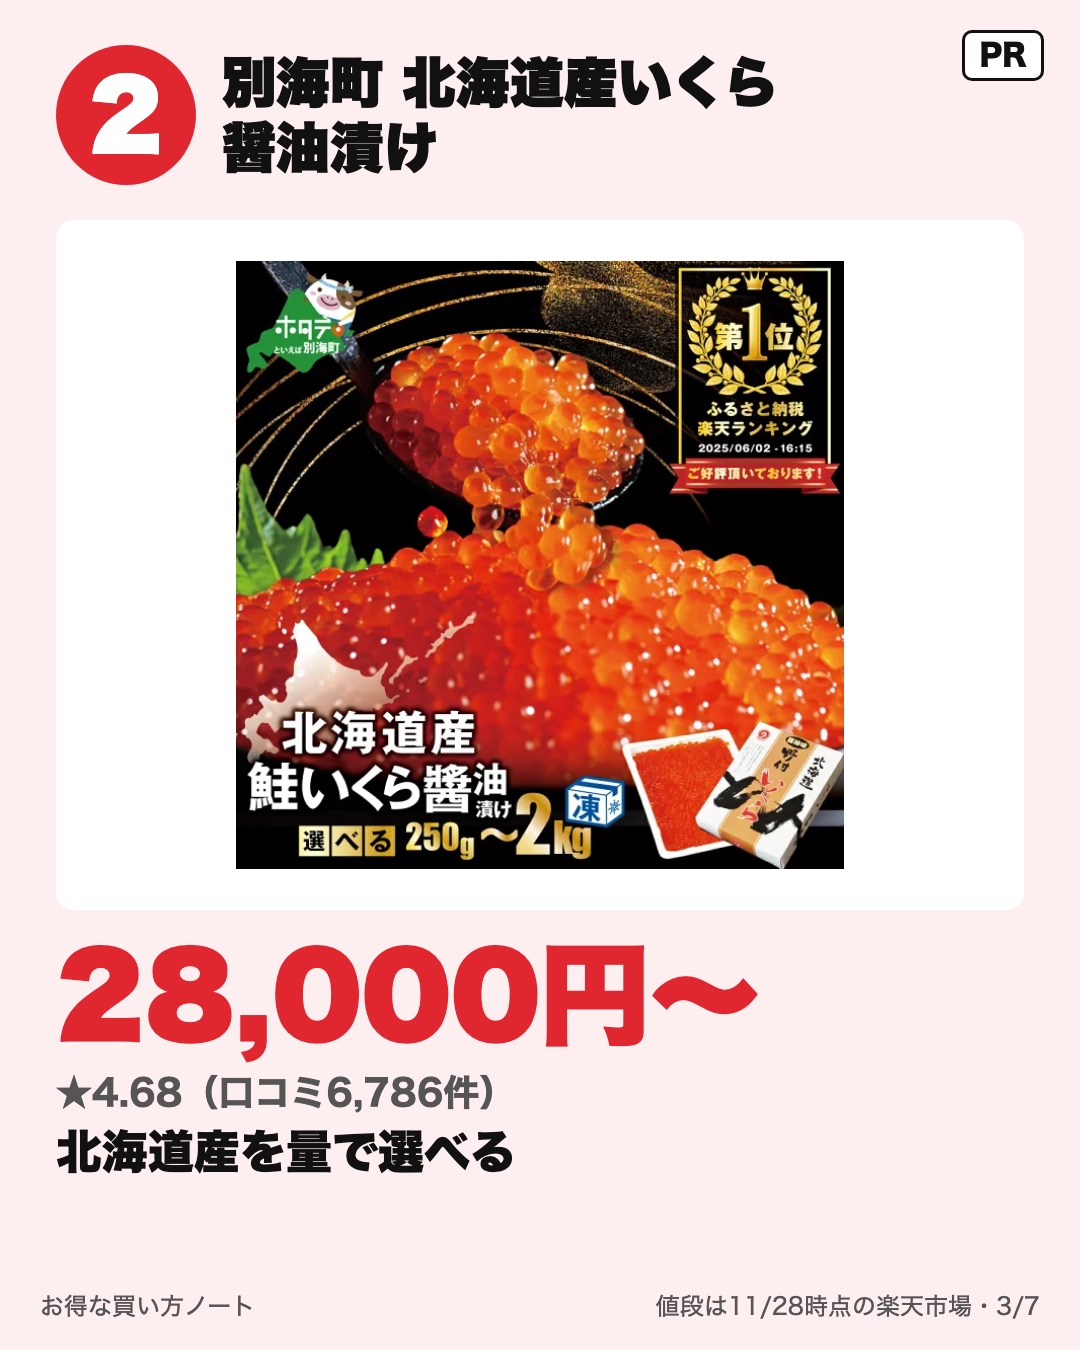 2
別海町 北海道産いくら
醤油漬け
PR
ホタテ
といえば別海町
第1位
ふるさと納税
楽天ランキング
2025/06/02 - 16:15
ご好評頂いております！
北海道産
鮭いくら醬油
漬け
選べる 250g～2kg
凍
北海道
野付
いくら
28,000円〜
★4.68（口コミ6,786件）
北海道産を量で選べる
お得な買い方ノート
値段は11/28時点の楽天市場・3/7